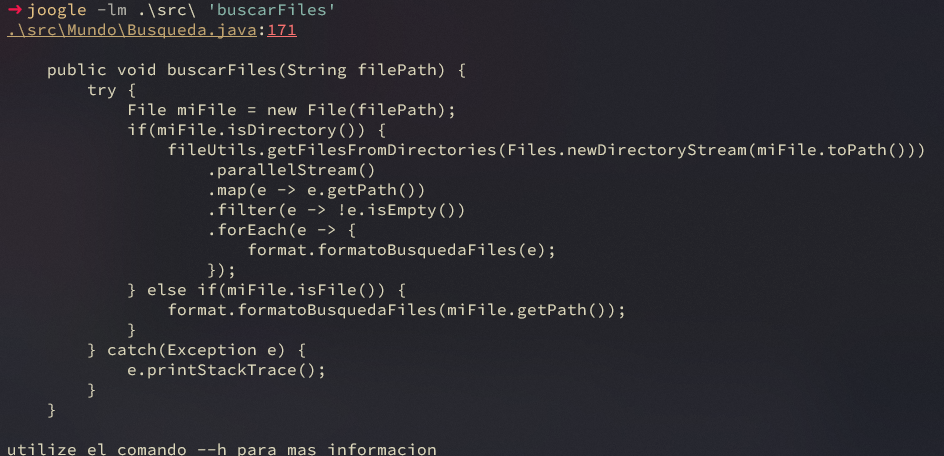 → joogle -lm .\src\ 'buscarFiles'
.\src\Mundo\Busqueda.java:171
public void buscarFiles(String filePath) {
try {
File miFile = new File(filePath);
if(miFile.isDirectory()) {
fileUtils.getFilesFromDirectories(Files.newDirectoryStream(miFile.toPath()))
.parallelStream()
.map(e -> e.getPath())
.filter(e -> !e.isEmpty())
.forEach(e -> {
format.formatoBusquedaFiles(e);
});
} else if(miFile.isFile()) {
format.formatoBusquedaFiles(miFile.getPath());
}
} catch(Exception e) {
e.printStackTrace();
}
}
utilize el comando --h para mas informacion